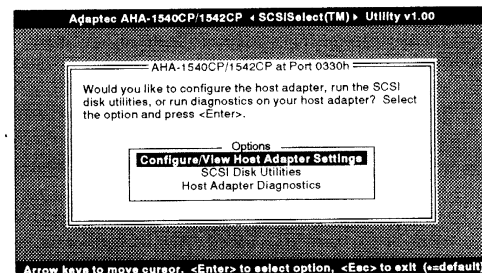 Adaptec AHA-1540CP/1542CP ◂ SCSISelect(TM) ▸ Utility v1.00
AHA-1540CP/1542CP at Port 0330h
Would you like to configure the host adapter, run the SCSI
disk utilities, or run diagnostics on your host adapter? Select
the option and press <Enter>.
Options
Configure/View Host Adapter Settings
SCSI Disk Utilities
Host Adapter Diagnostics
Arrow keys to move cursor, <Enter> to select option, <Esc> to exit (*=default)